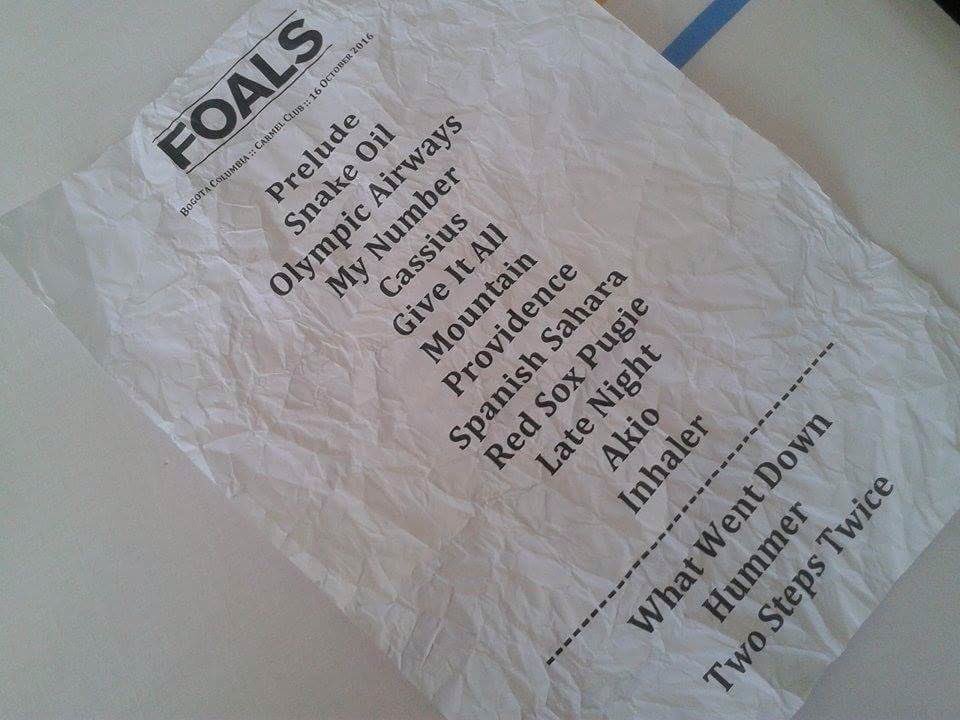 FOALS
Bogota Columbia :: Carmel Club :: 16 October 2016
Prelude
Snake Oil
Olympic Airways
My Number
Cassius
Give It All
Mountain
Providence
Spanish Sahara
Red Sox Pugie
Late Night
Akio
Inhaler
What Went Down
Hummer
Two Steps Twice